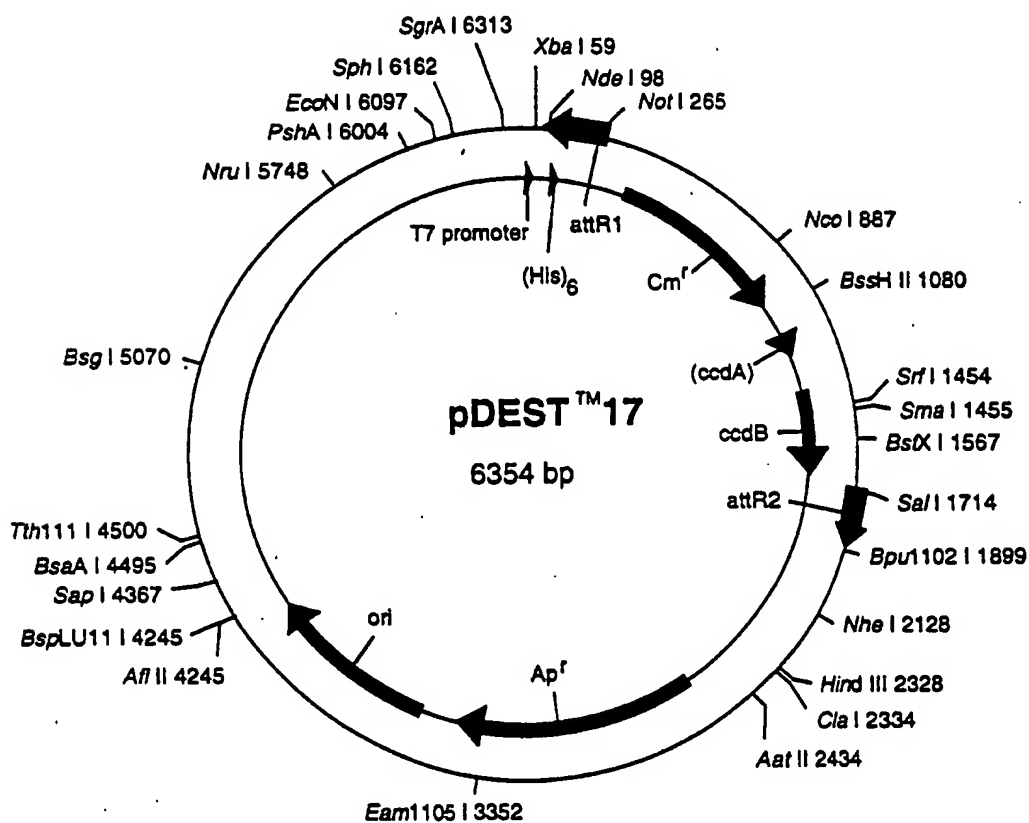 SgrA I 6313
Xba I 59
Sph I 6162
Nde I 98
EcoN I 6097
Not I 265
PshA I 6004
Nru I 5748
T7 promoter
attR1
Nco I 887
(His)6
Cmr
BssH II 1080
Bsg I 5070
(ccdA)
Srf I 1454
pDEST™17
Sma I 1455
ccdB
BstX I 1567
6354 bp
attR2
Sal I 1714
Tth111 I 4500
BsaA I 4495
Bpu1102 I 1899
Sap I 4367
ori
Nhe I 2128
BspLU11 I 4245
Afl II 4245
Apr
Hind III 2328
Cla I 2334
Aat II 2434
Eam1105 I 3352